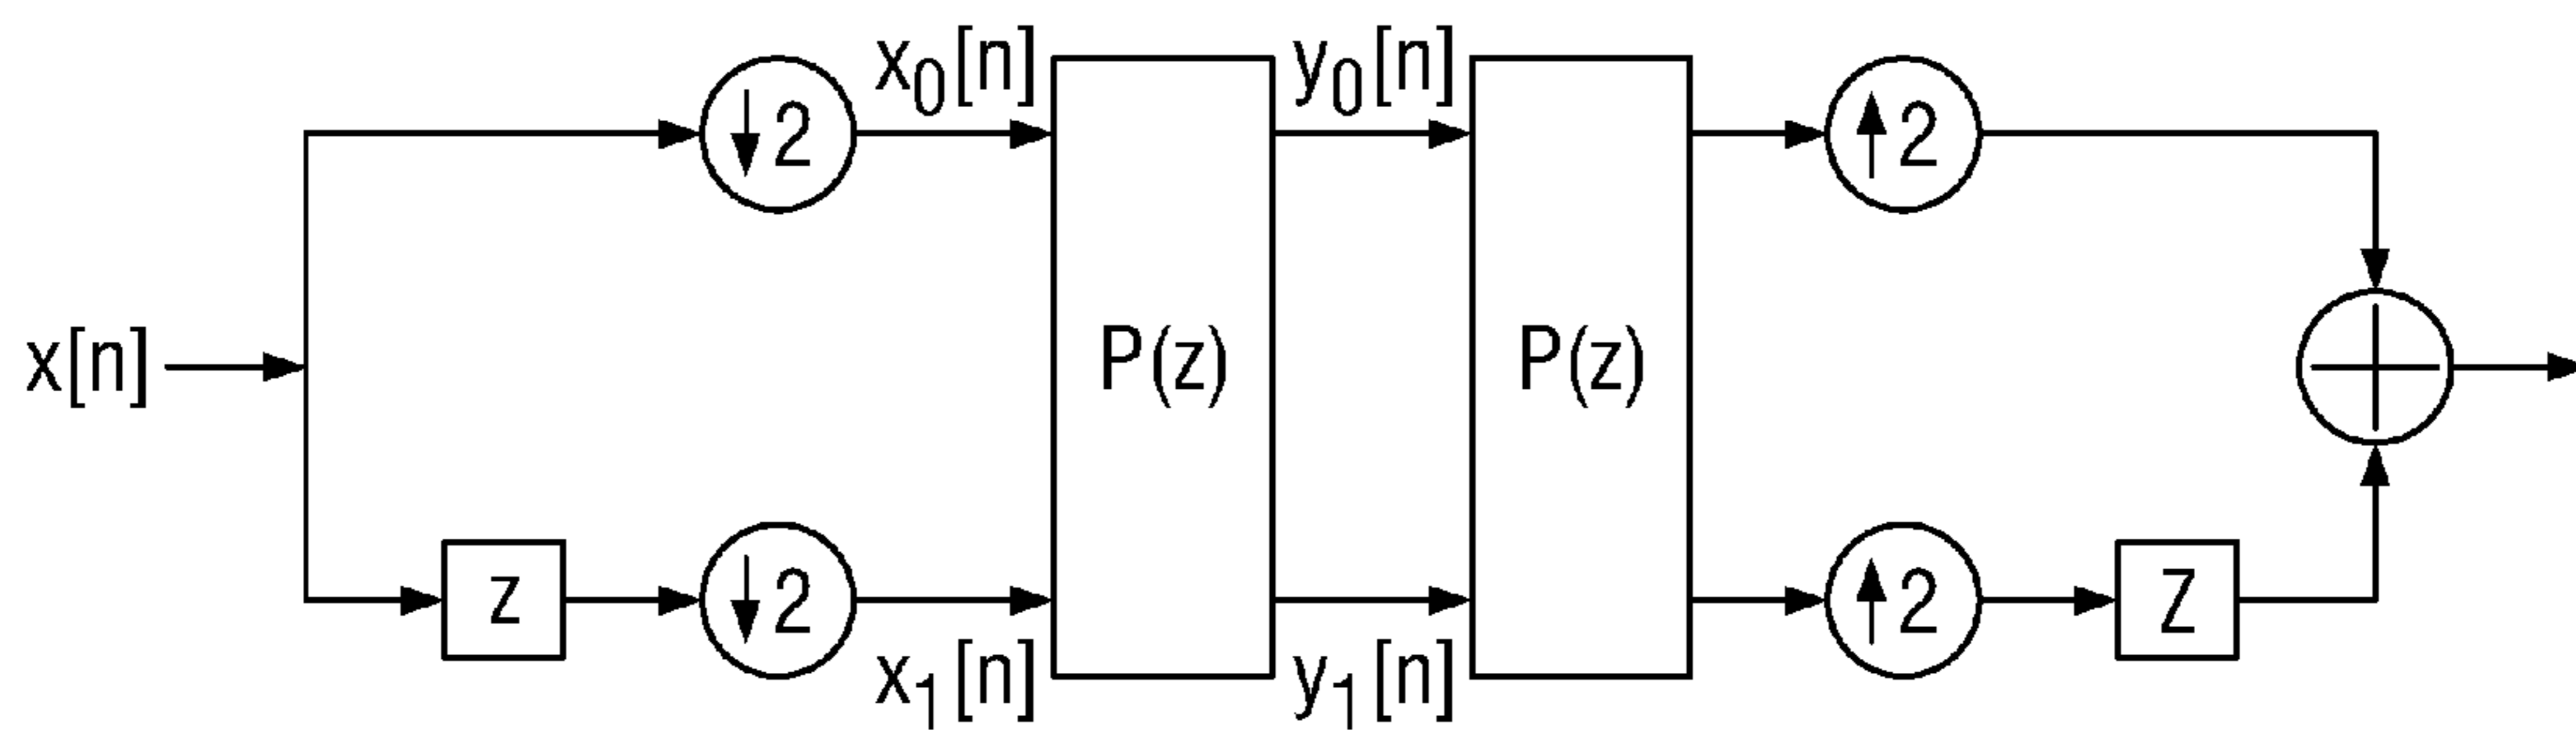 x[n]
↓2
x0[n]
z
↓2
x1[n]
P(z)
y0[n]
y1[n]
P(z)
↑2
↑2
Z